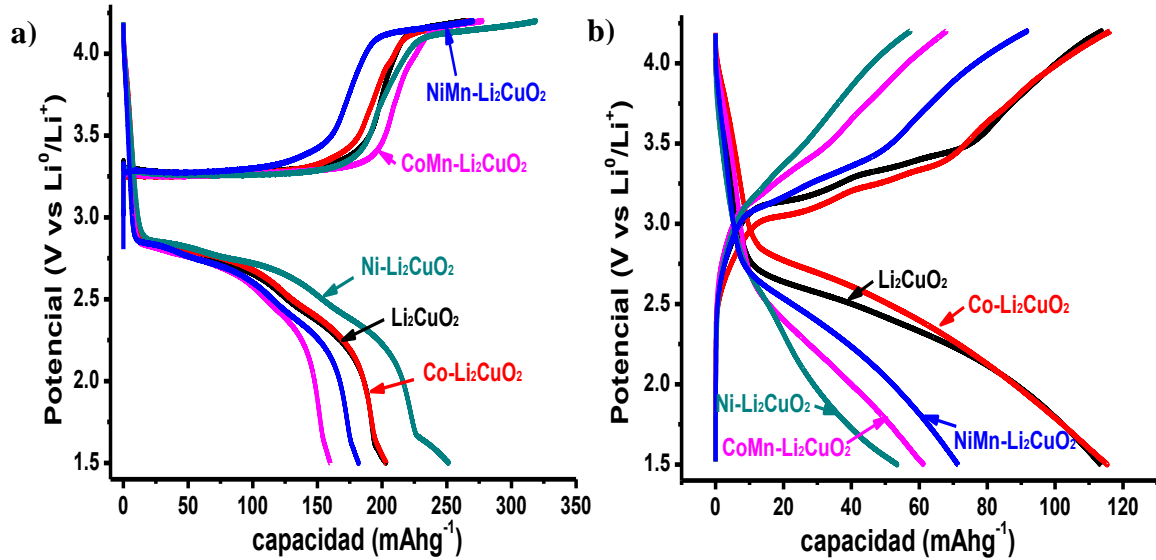 a)
Potencial (V vs Li⁰/Li⁺)
4.0
3.5
3.0
2.5
2.0
1.5
NiMn-Li₂CuO₂
CoMn-Li₂CuO₂
Ni-Li₂CuO₂
Li₂CuO₂
Co-Li₂CuO₂
0 50 100 150 200 250 300 350
capacidad (mAhg⁻¹)
b)
Potencial (V vs Li⁰/Li⁺)
4.0
3.5
3.0
2.5
2.0
1.5
Li₂CuO₂
Co-Li₂CuO₂
Ni-Li₂CuO₂
CoMn-Li₂CuO₂
NiMn-Li₂CuO₂
0 20 40 60 80 100 120
capacidad (mAhg⁻¹)